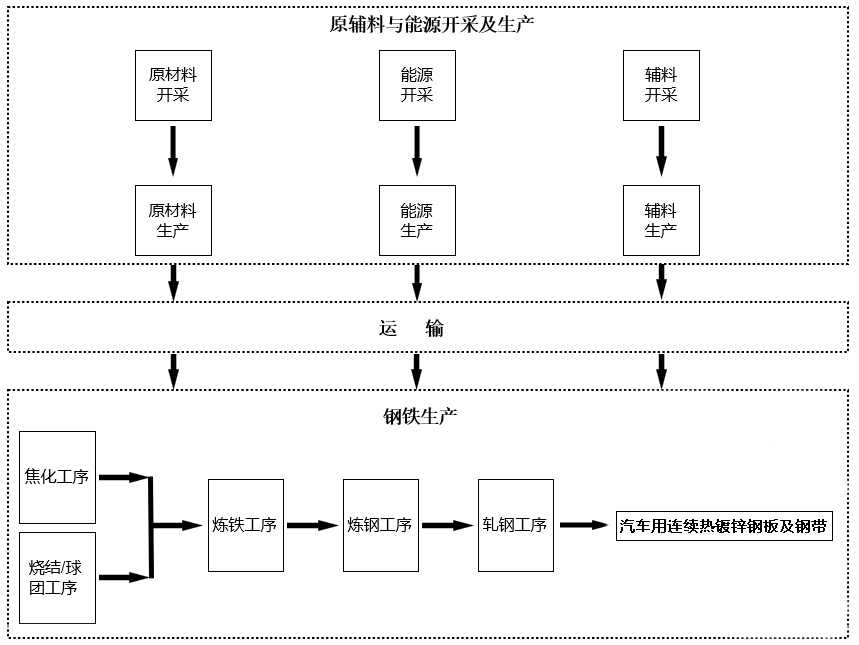 原辅料与能源开采及生产
原材料
开采
能源
开采
辅料
开采
原材料
生产
能源
生产
辅料
生产
运 输
钢铁生产
焦化工序
烧结/球
团工序
炼铁工序
炼钢工序
轧钢工序
汽车用连续热镀锌钢板及钢带